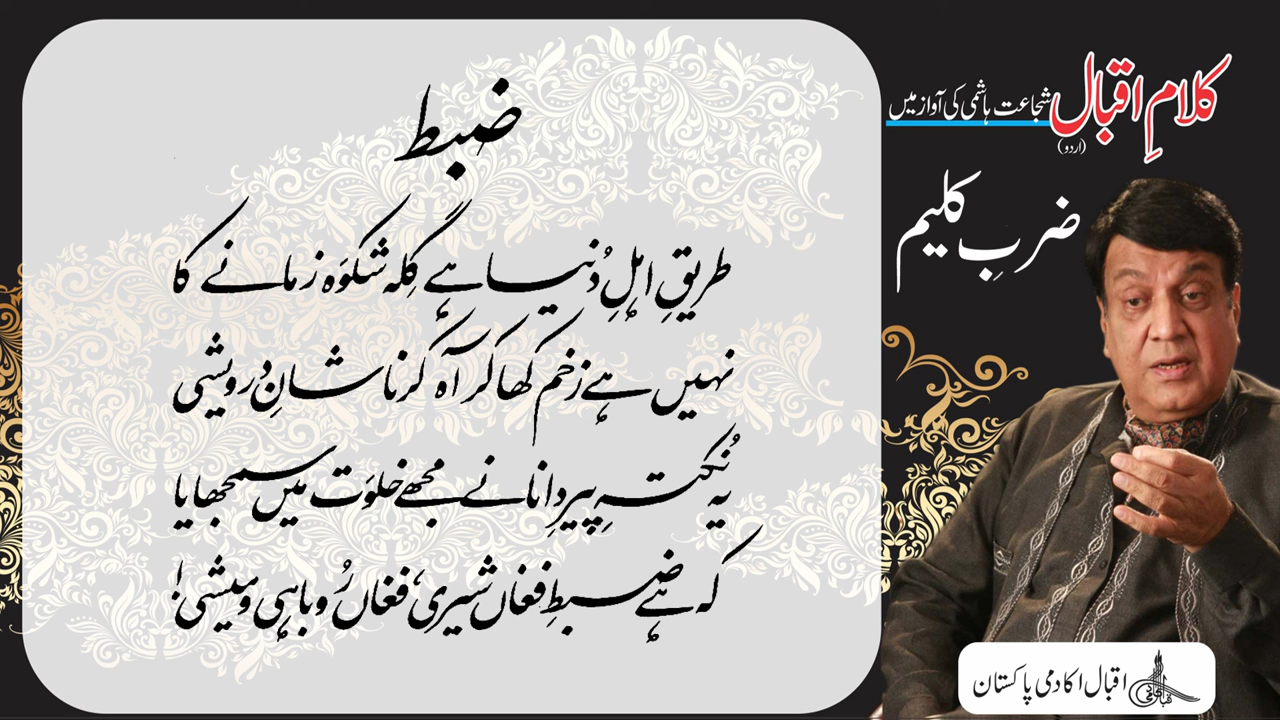 کلامِ اقبال شجاعت ہاشمی کی آواز میں
(اردو)
ضربِ کلیم
ضبط
طریقِ اہلِ دُنیا ہے گِلہ شکوَہ زمانے کا
نہیں ہے زخم کھا کر آہ کرنا شانِ درویشی
یہ نُکتہ پیرِ دانا نے مجھے خلوَت میں سمجھایا
کہ ہے ضبطِ فغاں شیری، فغاں رُوباہی و میشی!
اقبال اکادمی پاکستان